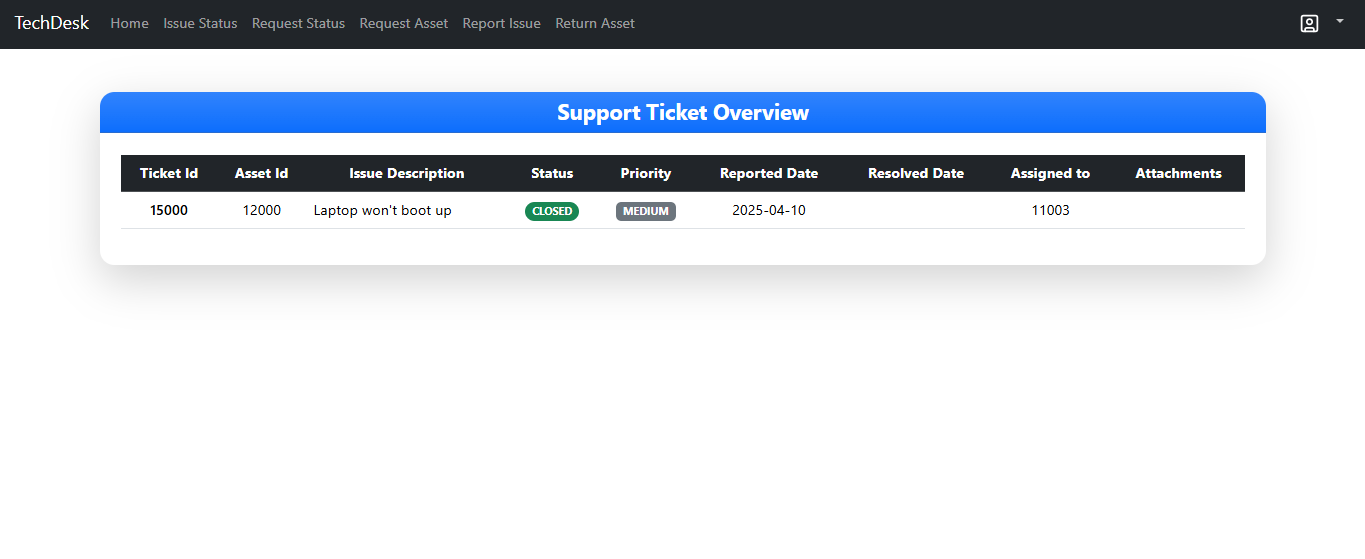 TechDesk Home Issue Status Request Status Request Asset Report Issue Return Asset
Support Ticket Overview
Ticket Id Asset Id Issue Description Status Priority Reported Date Resolved Date Assigned to Attachments
15000 12000 Laptop won't boot up CLOSED MEDIUM 2025-04-10 11003